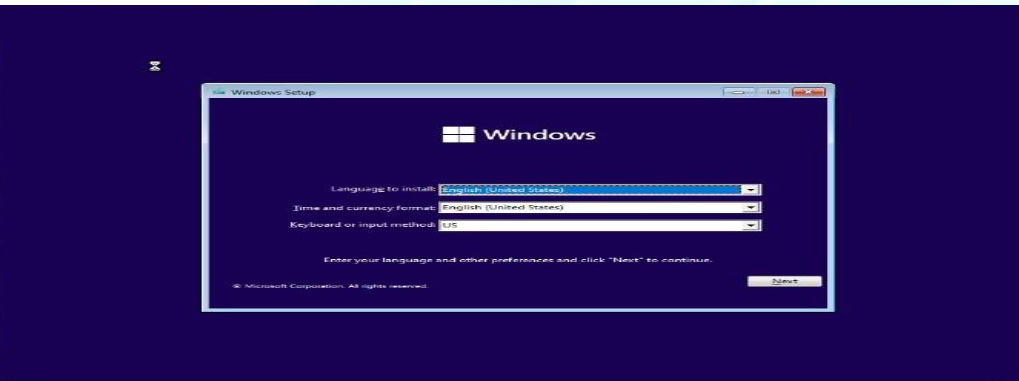 Windows Setup
Windows
Language to install: English (United States)
Time and currency format: English (United States)
Keyboard or input method: US
Enter your language and other preferences and click "Next" to continue.
© Microsoft Corporation. All rights reserved.
Next